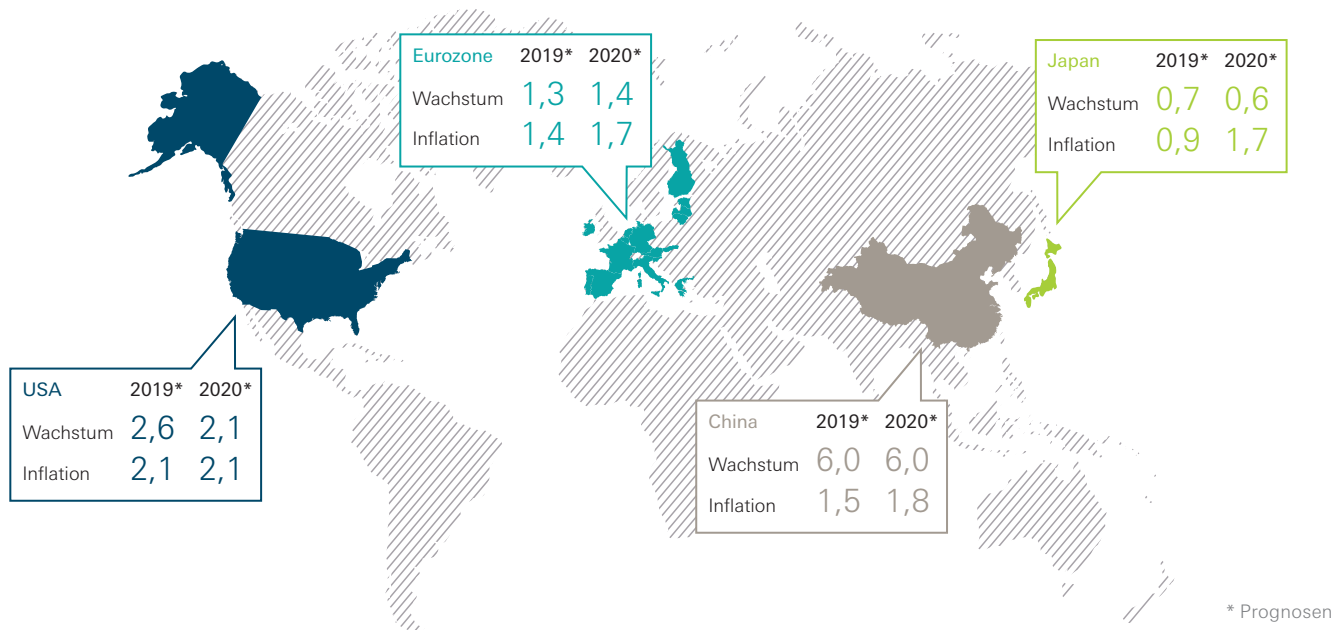 Eurozone 2019* 2020*
Wachstum 1,3 1,4
Inflation 1,4 1,7
Japan 2019* 2020*
Wachstum 0,7 0,6
Inflation 0,9 1,7
USA 2019* 2020*
Wachstum 2,6 2,1
Inflation 2,1 2,1
China 2019* 2020*
Wachstum 6,0 6,0
Inflation 1,5 1,8
* Prognosen